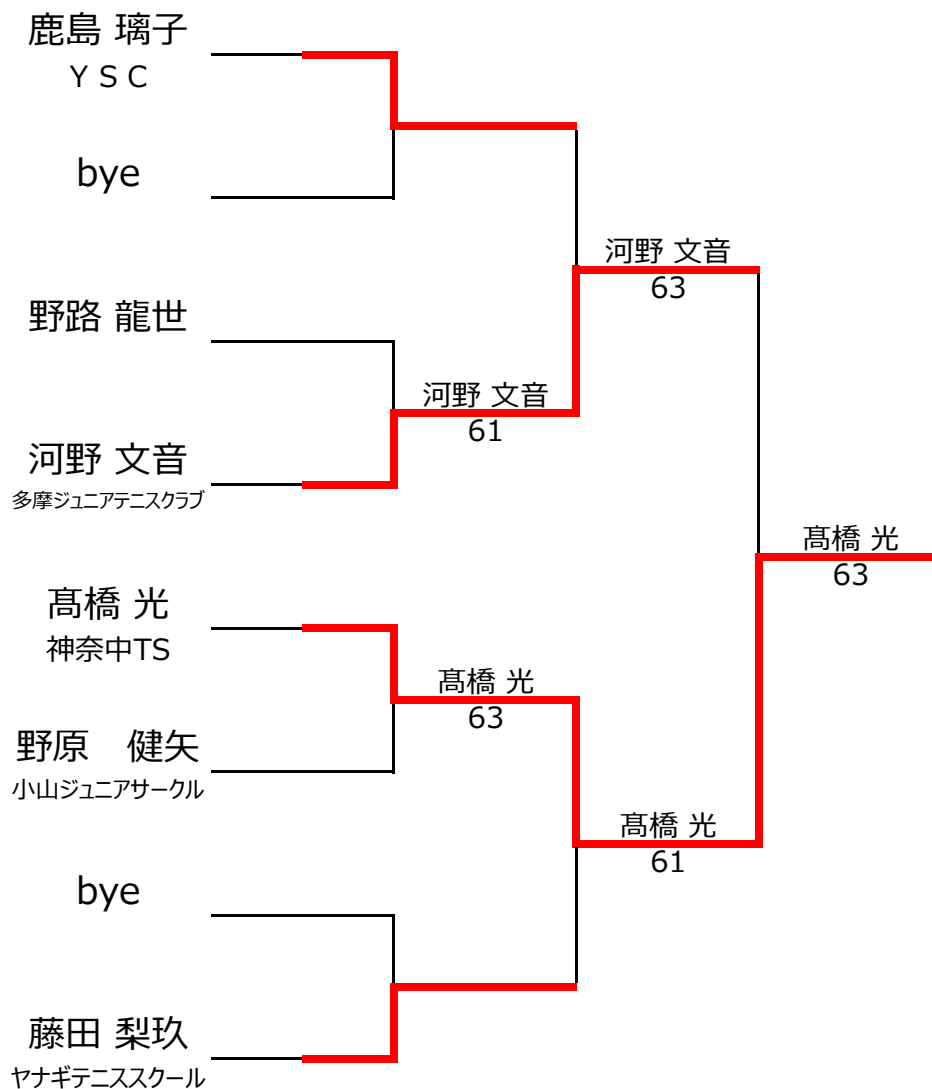 鹿島 璃子
ＹＳＣ
bye
野路 龍世
河野 文音
多摩ジュニアテニスクラブ
髙橋 光
神奈中TS
野原　健矢
小山ジュニアサークル
bye
藤田 梨玖
ヤナギテニススクール
河野 文音
61
髙橋 光
63
河野 文音
63
髙橋 光
61
髙橋 光
63